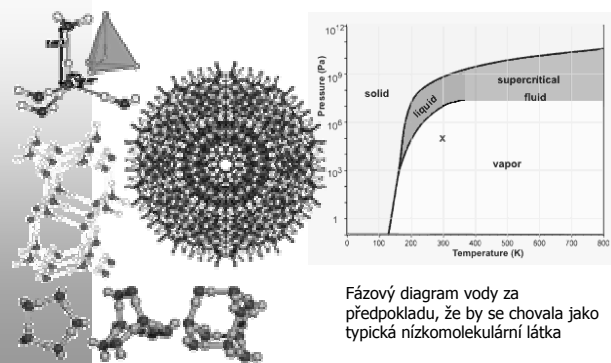 10¹²
10⁹
10⁶
10³
1
Pressure (Pa)
solid
liquid
supercritical
fluid
x
vapor
0 100 200 300 400 500 600 700 800
Temperature (K)
Fázový diagram vody za
předpokladu, že by se chovala jako
typická nízkomolekulární látka